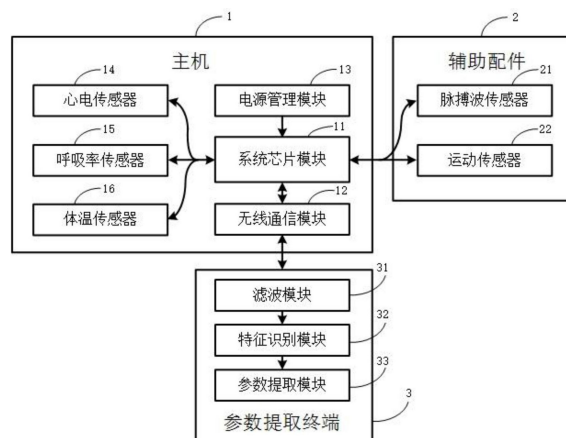 1
2
主机
辅助配件
14
13
21
心电传感器
电源管理模块
脉搏波传感器
15
11
22
呼吸率传感器
系统芯片模块
运动传感器
16
12
体温传感器
无线通信模块
31
滤波模块
32
特征识别模块
33
参数提取模块
参数提取终端
3